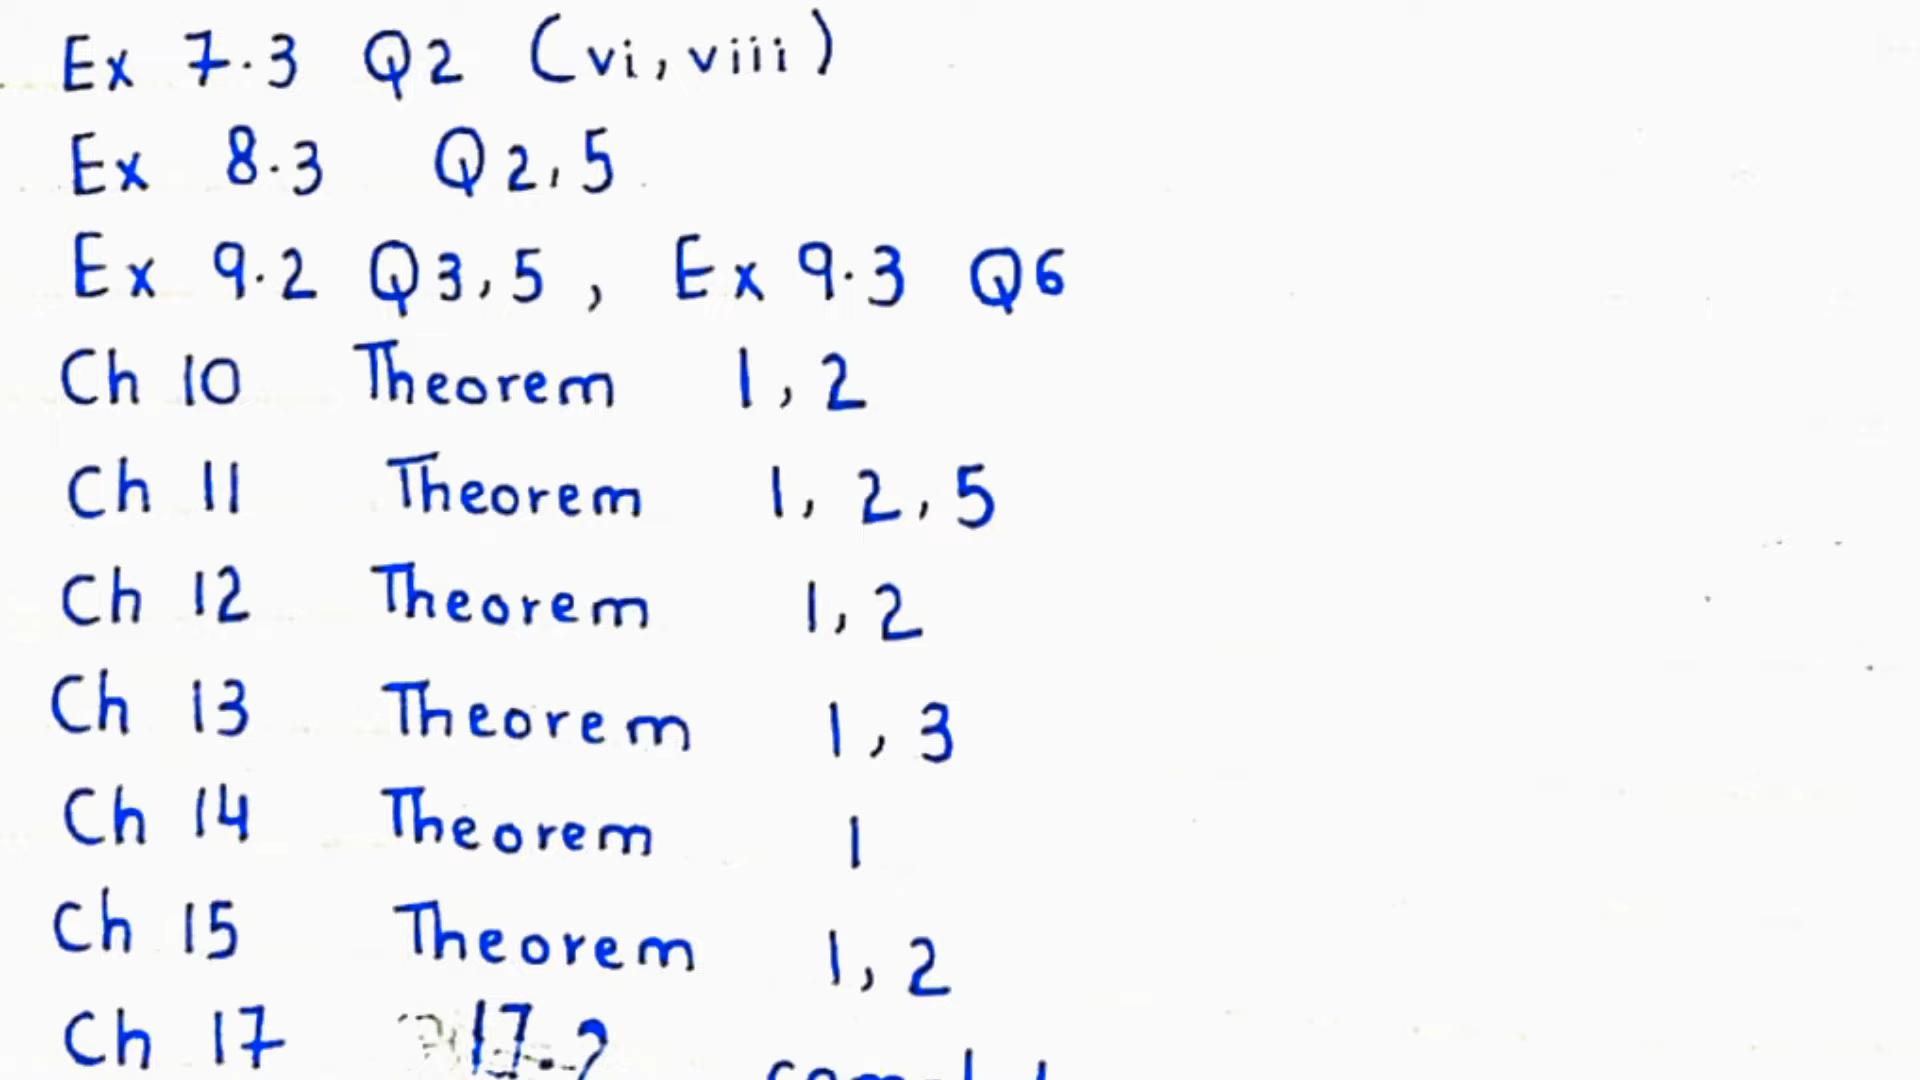 Ex 7.3 Q2 (vi, viii)
Ex 8.3 Q2,5
Ex 9.2 Q3,5, Ex 9.3 Q6
Ch 10 Theorem 1,2
Ch 11 Theorem 1,2,5
Ch 12 Theorem 1,2
Ch 13 Theorem 1,3
Ch 14 Theorem 1
Ch 15 Theorem 1,2
Ch 17 17.2